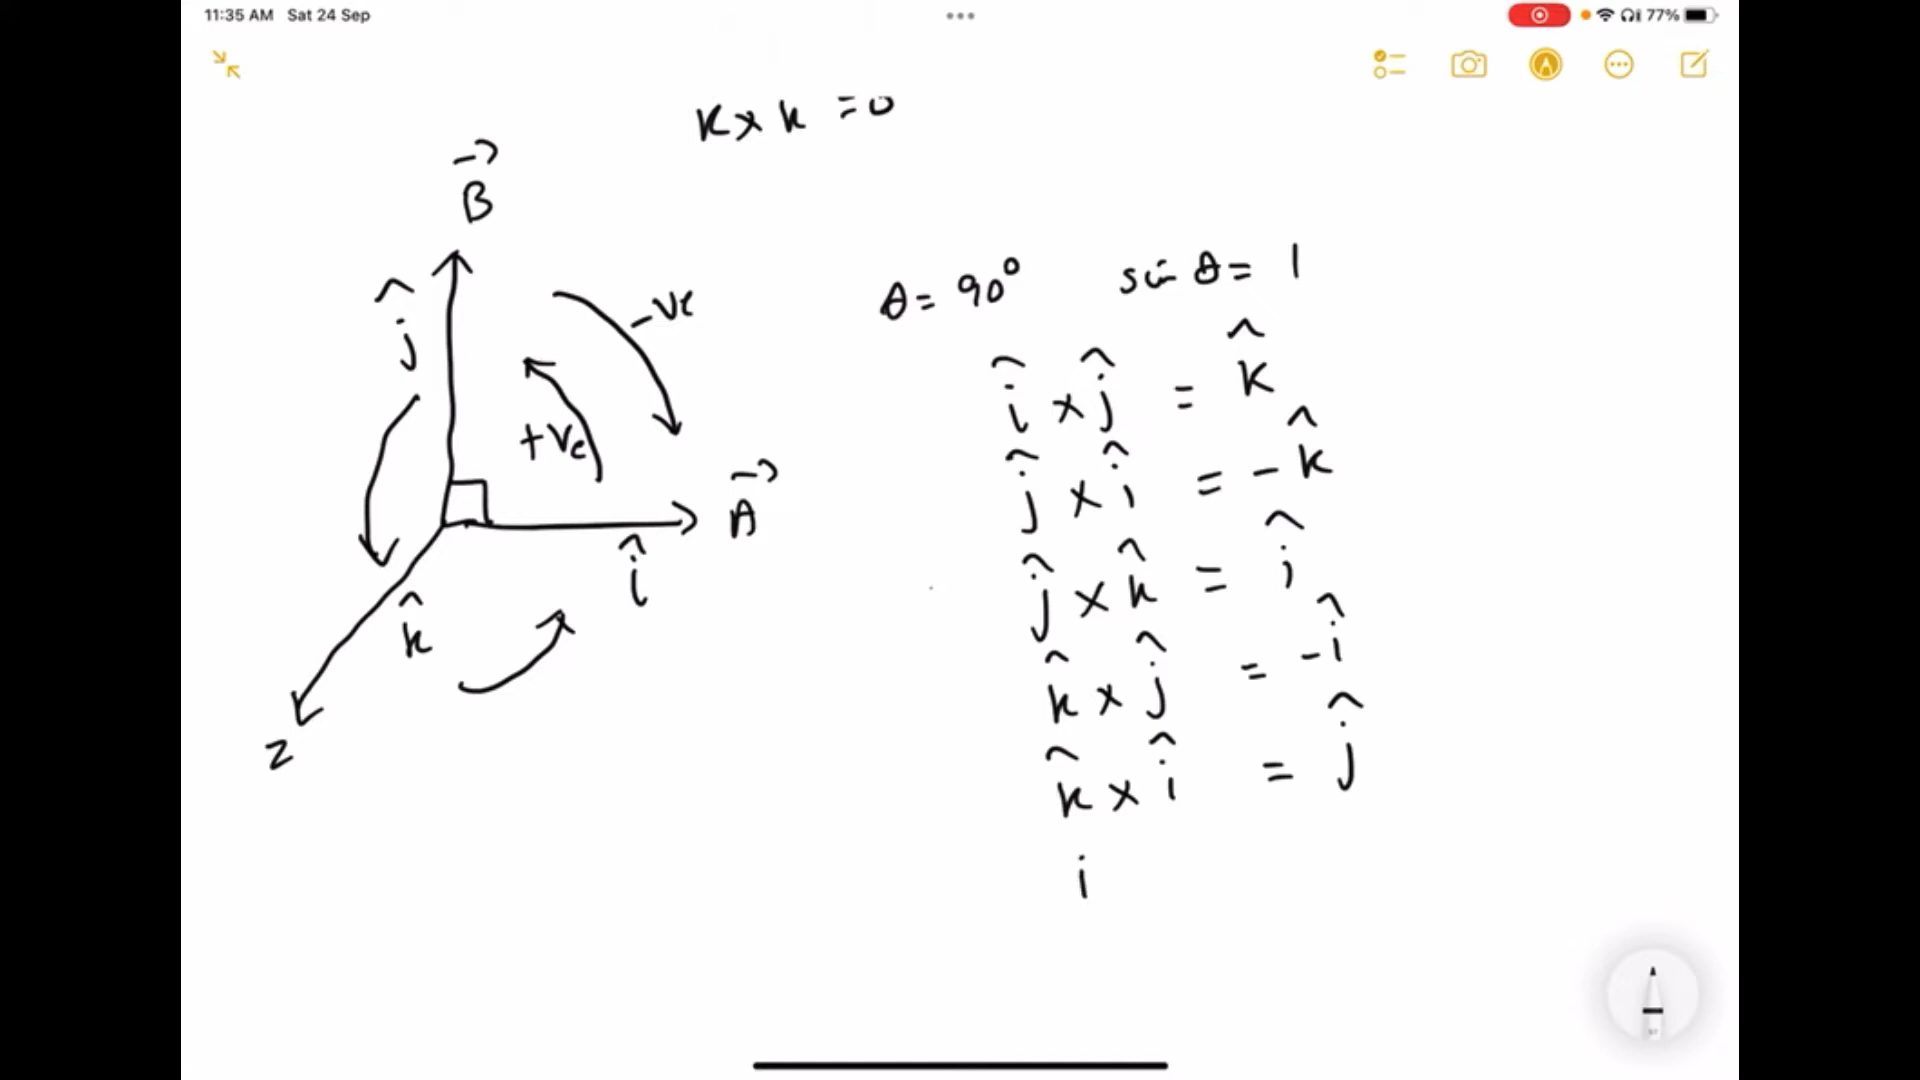 11:35 AM Sat 24 Sep
77%
k × k = 0
B⃗
ĵ
-ve
+ve
A⃗
î
k̂
z
θ = 90° sin θ = 1
î × ĵ = k̂
ĵ × î = - k̂
ĵ × k̂ = î
k̂ × ĵ = - î
k̂ × î = ĵ
i